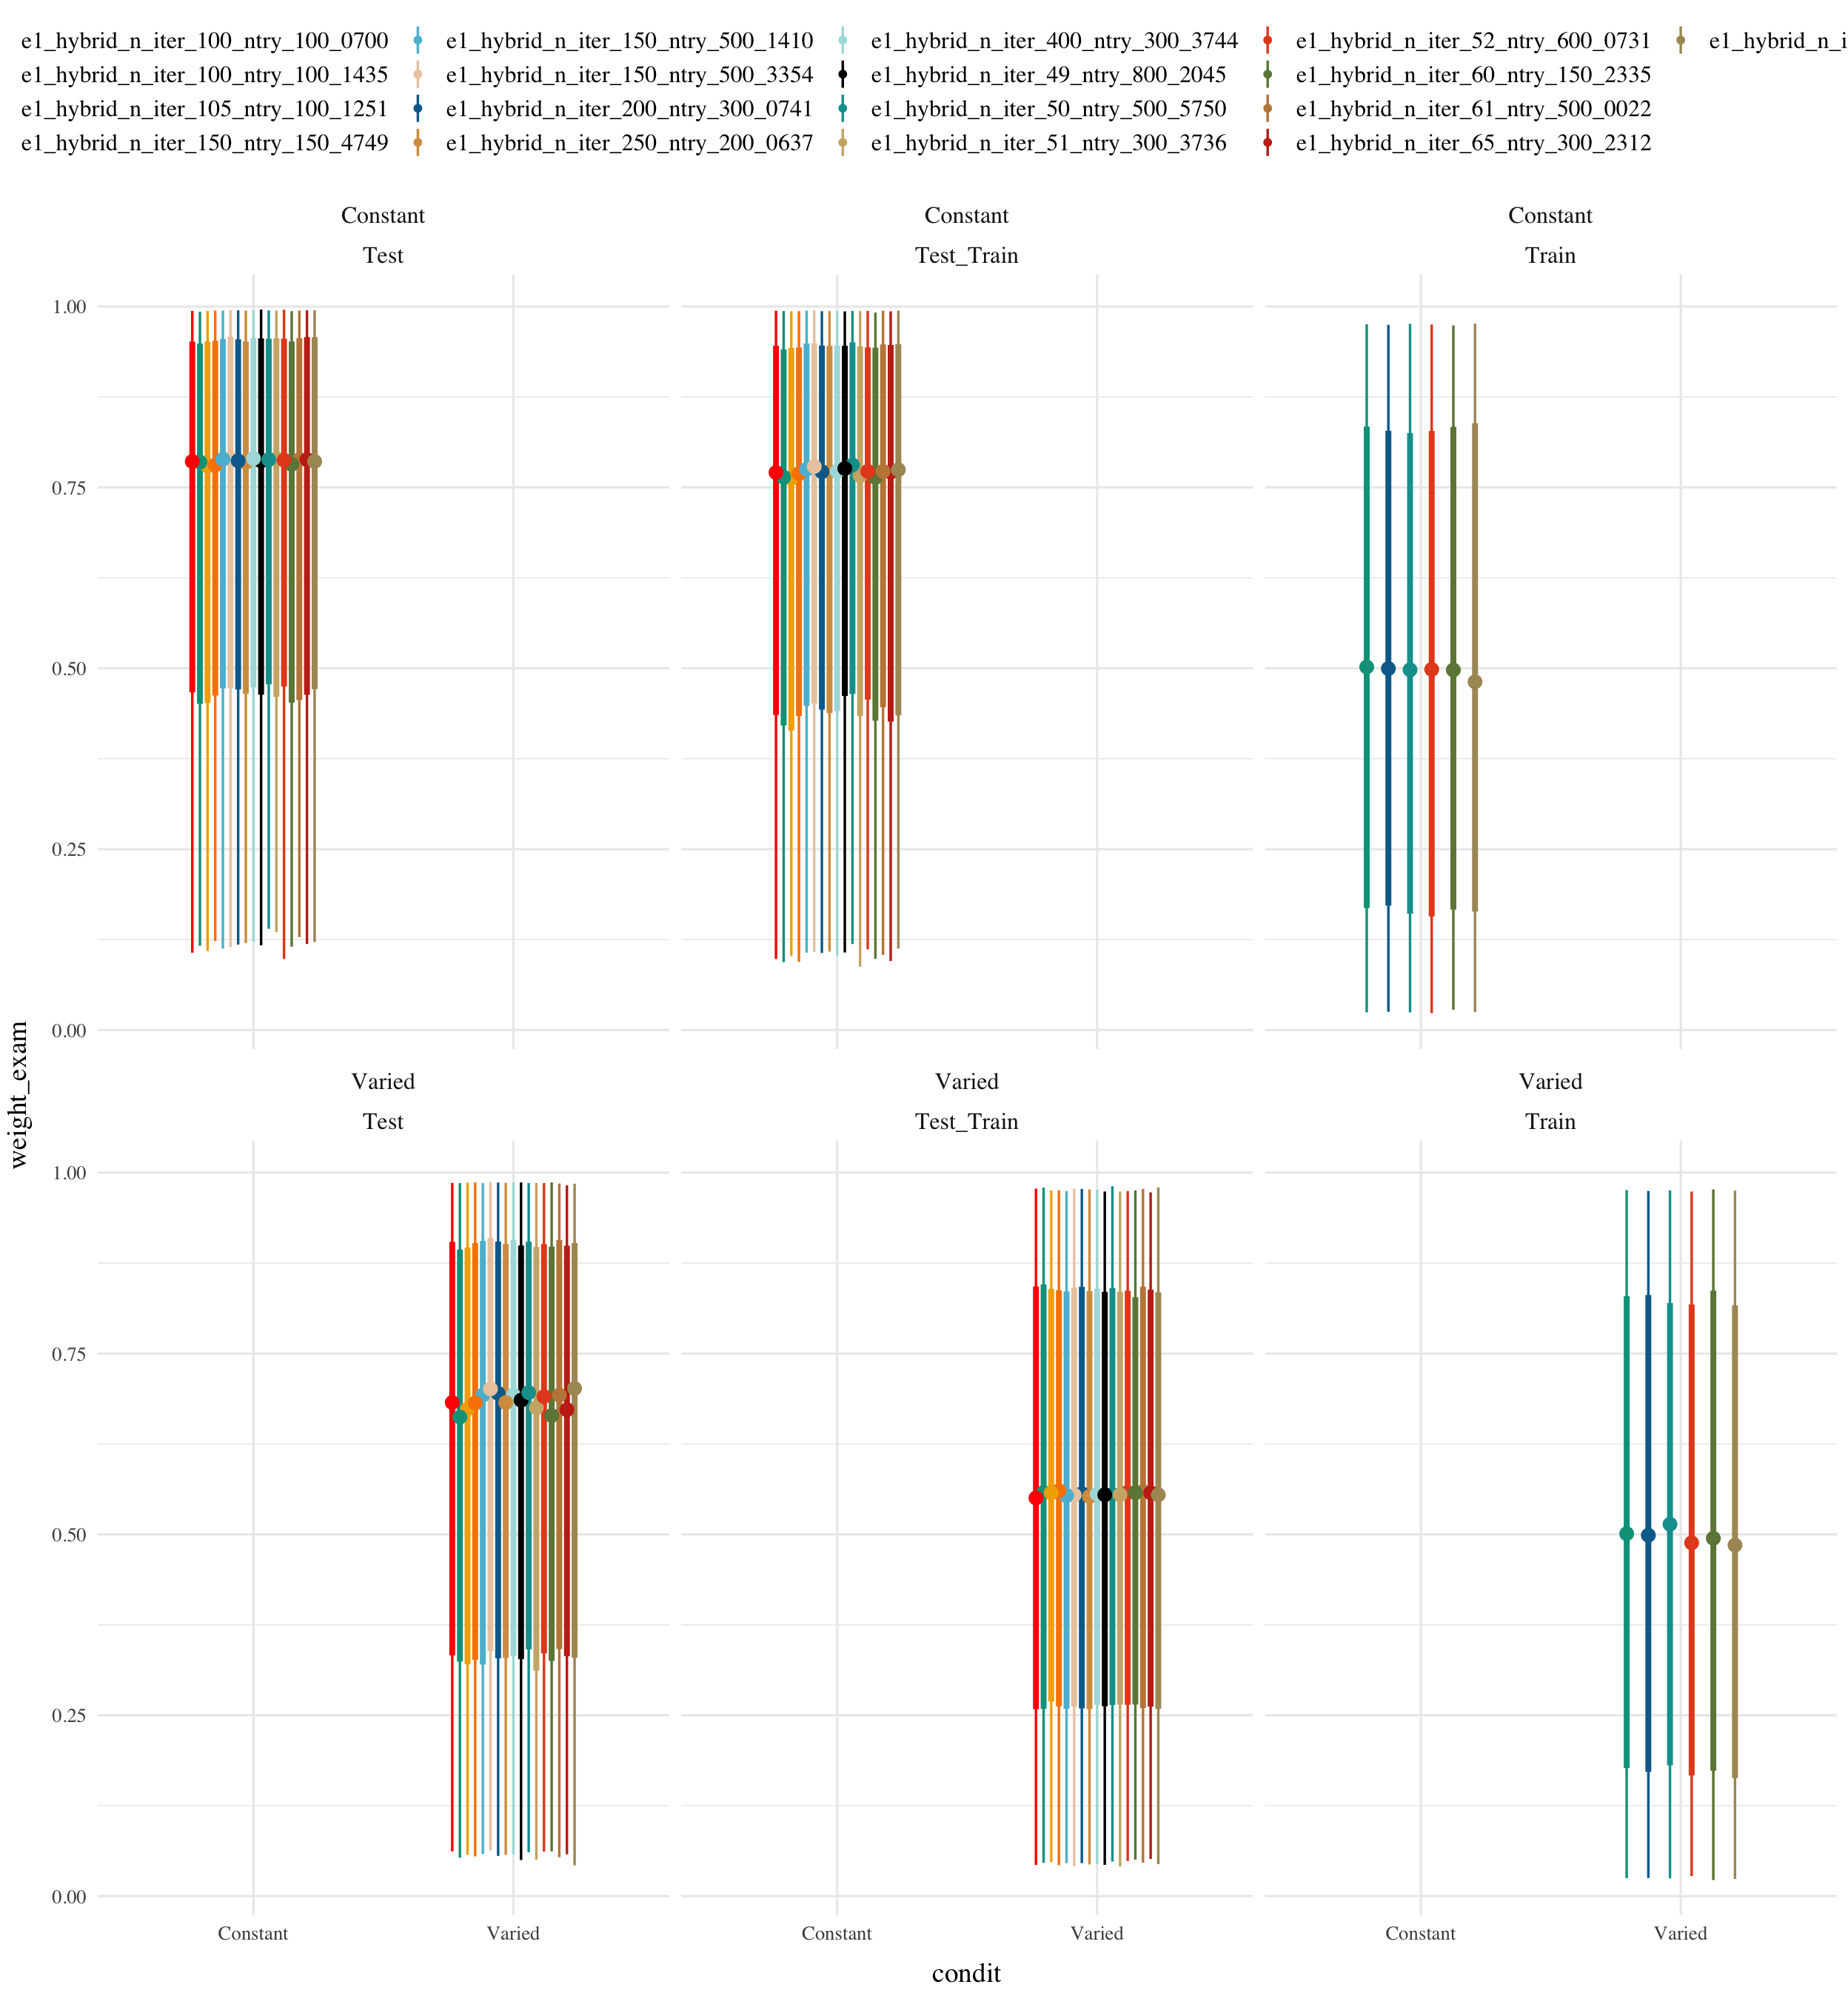 e1_hybrid_n_iter_100_ntry_100_0700 e1_hybrid_n_iter_150_ntry_500_1410 e1_hybrid_n_iter_400_ntry_300_3744 e1_hybrid_n_iter_52_ntry_600_0731 e1_hybrid_n_i
e1_hybrid_n_iter_100_ntry_100_1435 e1_hybrid_n_iter_150_ntry_500_3354 e1_hybrid_n_iter_49_ntry_800_2045 e1_hybrid_n_iter_60_ntry_150_2335
e1_hybrid_n_iter_105_ntry_100_1251 e1_hybrid_n_iter_200_ntry_300_0741 e1_hybrid_n_iter_50_ntry_500_5750 e1_hybrid_n_iter_61_ntry_500_0022
e1_hybrid_n_iter_150_ntry_150_4749 e1_hybrid_n_iter_250_ntry_200_0637 e1_hybrid_n_iter_51_ntry_300_3736 e1_hybrid_n_iter_65_ntry_300_2312
Constant Constant Constant
Test Test_Train Train
1.00
0.75
0.50
0.25
0.00
weight_exam
Varied Varied Varied
Test Test_Train Train
1.00
0.75
0.50
0.25
0.00
Constant Varied Constant Varied Constant Varied
condit